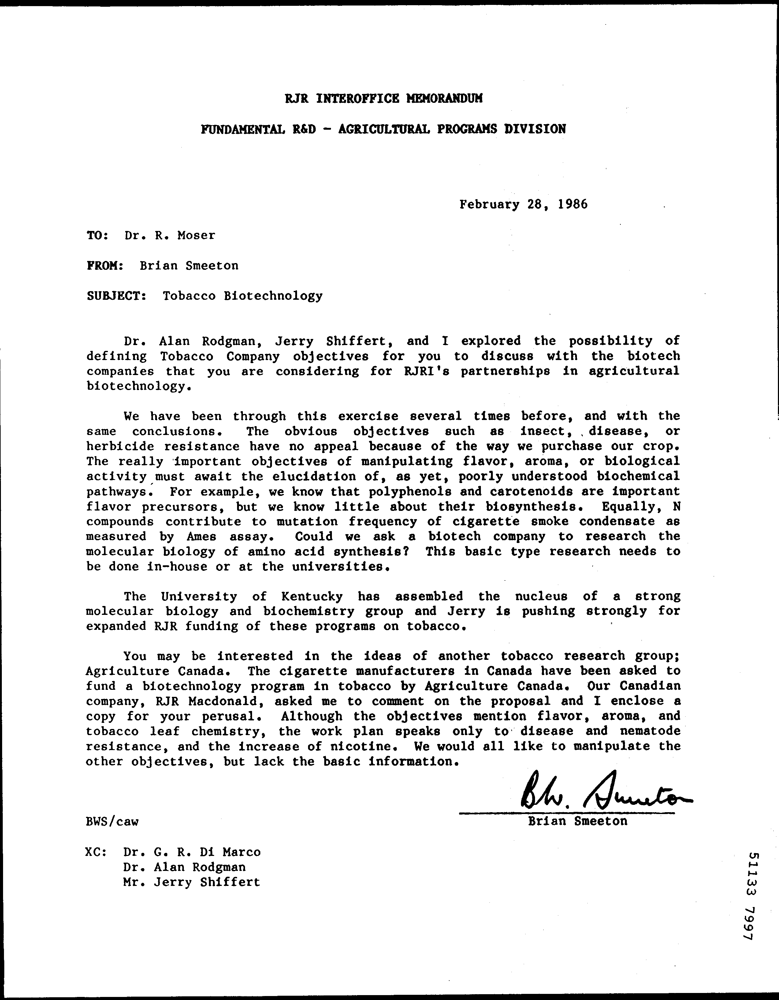 RJR INTEROFFICE MEMORANDUM
FUNDAMENTAL R&D - AGRICULTURAL PROGRAMS DIVISION
February 28, 1986
TO: Dr. R. Moser
FROM: Brian Smeeton
SUBJECT: Tobacco Biotechnology
Dr. Alan Rodgman, Jerry Shiffert, and I explored the possibility of
defining Tobacco Company objectives for you to discuss with the biotech
companies that you are considering for RJRI's partnerships in agricultural
biotechnology.
We have been through this exercise several times before, and with the
same conclusions. The obvious objectives such as insect, disease, or
herbicide resistance have no appeal because of the way we purchase our crop.
The really important objectives of manipulating flavor, aroma, or biological
activity must await the elucidation of, as yet, poorly understood biochemical
pathways. For example, we know that polyphenols and carotenoids are important
flavor precursors, but we know little about their biosynthesis. Equally, N
compounds contribute to mutation frequency of cigarette smoke condensate as
measured by Ames assay. Could we ask a biotech company to research the
molecular biology of amino acid synthesis? This basic type research needs to
be done in-house or at the universities.
The University of Kentucky has assembled the nucleus of a strong
molecular biology and biochemistry group and Jerry is pushing strongly for
expanded RJR funding of these programs on tobacco.
You may be interested in the ideas of another tobacco research group;
Agriculture Canada. The cigarette manufacturers in Canada have been asked to
fund a biotechnology program in tobacco by Agriculture Canada. Our Canadian
company, RJR Macdonald, asked me to comment on the proposal and I enclose a
copy for your perusal. Although the objectives mention flavor, aroma, and
tobacco leaf chemistry, the work plan speaks only to disease and nematode
resistance, and the increase of nicotine. We would all like to manipulate the
other objectives, but lack the basic information.
BW. Smeeton
BWS/caw
Brian Smeeton
XC: Dr. G. R. Di Marco
Dr. Alan Rodgman
Mr. Jerry Shiffert
51133 7997